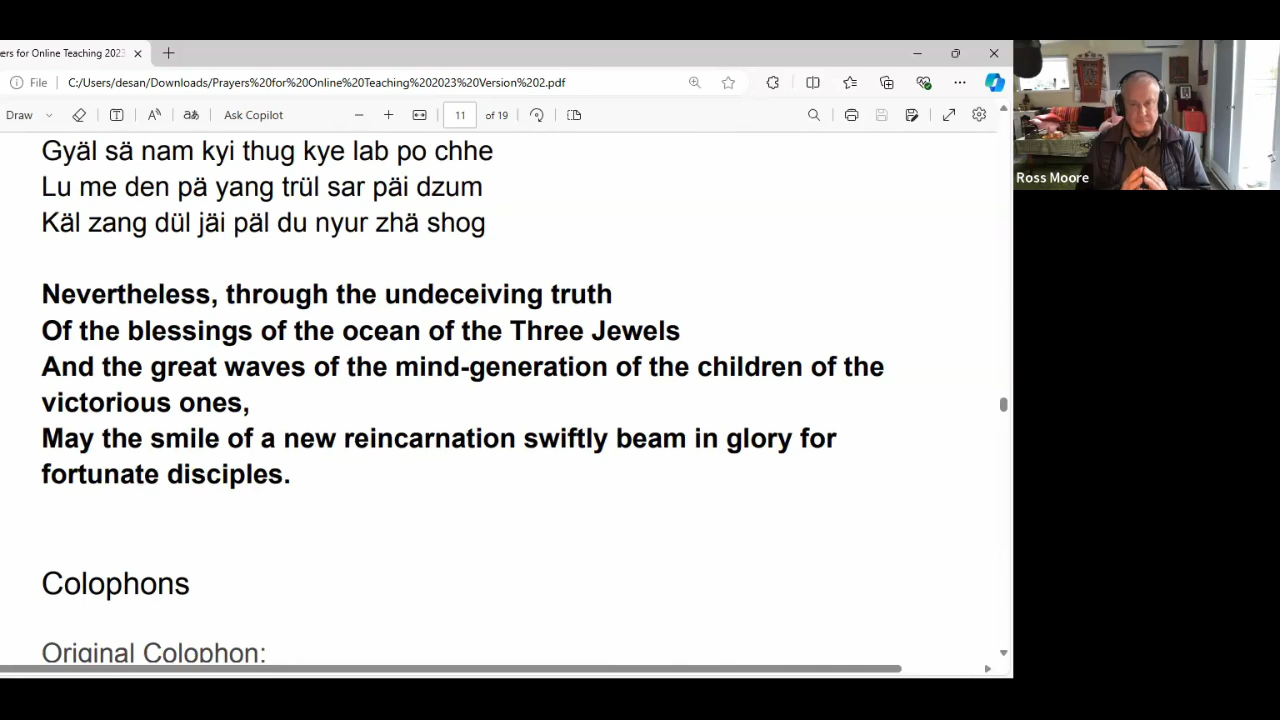 ers for Online Teaching 2023
File
C:/Users/desan/Downloads/Prayers%20for%20Online%20Teaching%202023%20Version%202.pdf
Draw
aあ
Ask Copilot
11 of 19
Gyäl sä nam kyi thug kye lab po chhe
Lu me den pä yang trül sar päi dzum
Käl zang dül jäi päl du nyur zhä shog
Nevertheless, through the undeceiving truth
Of the blessings of the ocean of the Three Jewels
And the great waves of the mind-generation of the children of the
victorious ones,
May the smile of a new reincarnation swiftly beam in glory for
fortunate disciples.
Colophons
Original Colophon:
Ross Moore